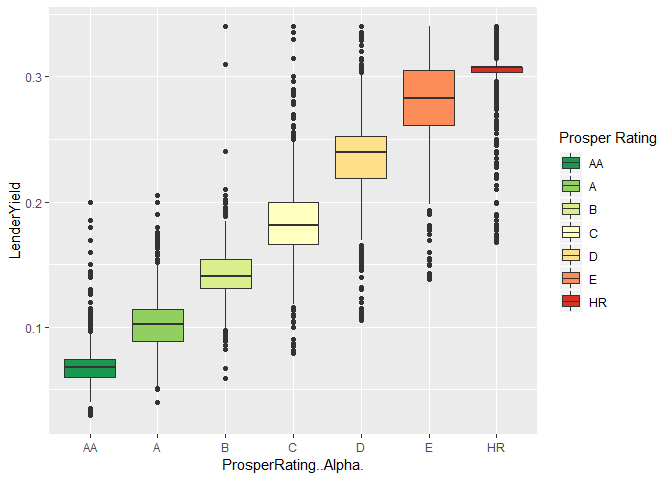 LenderYield
0.3
0.2
0.1
AA A B C D E HR
ProsperRating..Alpha.
Prosper Rating
AA
A
B
C
D
E
HR